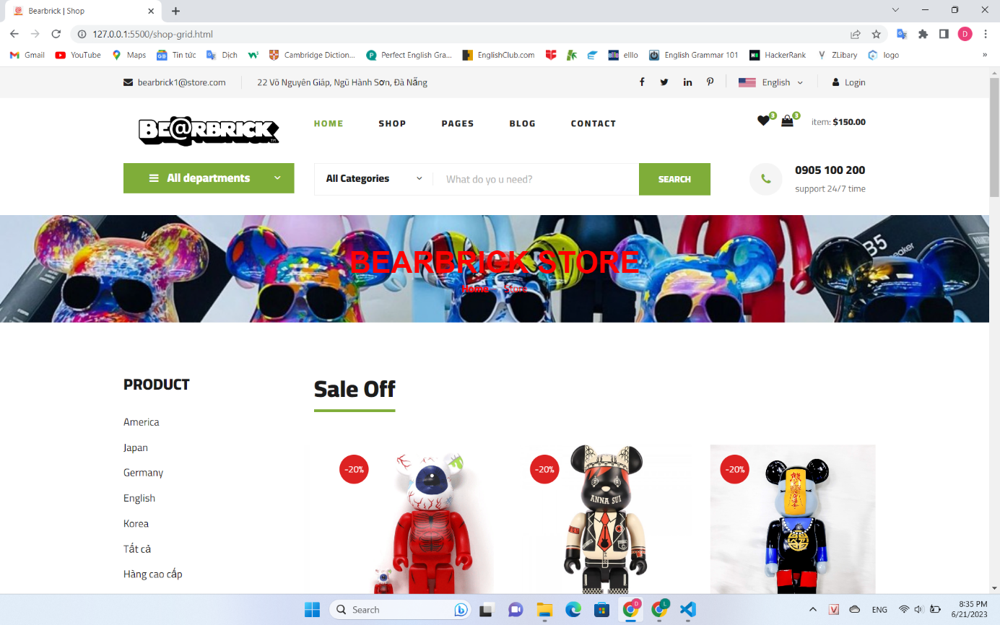 Bearbrick | Shop
127.0.0.1:5500/shop-grid.html
D
Gmail YouTube Maps Tin tức Dịch Cambridge Diction... Perfect English Gra... EnglishClub.com elllo English Grammar 101 HackerRank ZLibary logo »
bearbrick1@store.com 22 Võ Nguyên Giáp, Ngũ Hành Sơn, Đà Nẵng English Login
BE@RBRICK TM HOME SHOP PAGES BLOG CONTACT 3 3 item: $150.00
All departments All Categories What do yo u need? SEARCH 0905 100 200
support 24/7 time
BEARBRICK STORE
Home Store
PRODUCT
Sale Off
America
Japan
Germany
English
Korea
Tất cả
Hàng cao cấp
-20% -20% -20%
ANNA SUI
Search ENG 8:35 PM
6/21/2023